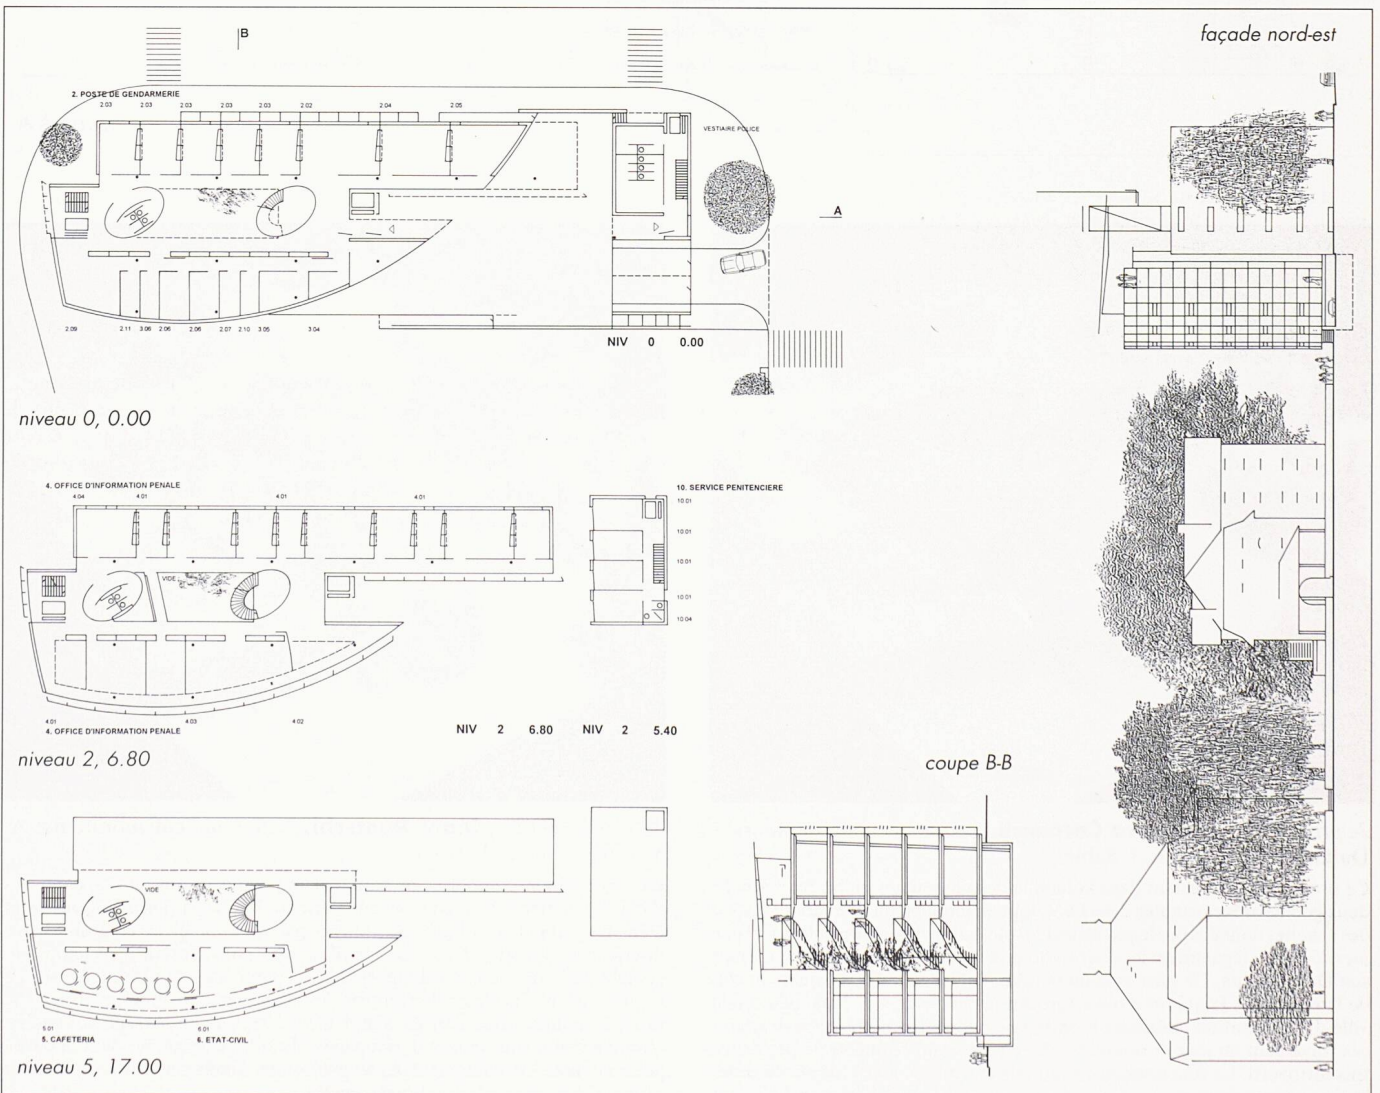 façade nord-est
B
2. POSTE DE GENDARMERIE
2.03 2.03 2.03 2.03 2.03 2.02 2.04 2.05
VESTIAIRE POLICE
A
2.09 2.11 3.06 2.06 2.06 2.07 2.10 3.05 3.04
NIV 0 0.00
niveau 0, 0.00
4. OFFICE D'INFORMATION PENALE
4.04 4.01 4.01 4.01
10. SERVICE PENITENCIERE
10.01
10.01
10.01
10.01
10.04
VIDE
4.01 4.03 4.02
4. OFFICE D'INFORMATION PENALE
NIV 2 6.80 NIV 2 5.40
niveau 2, 6.80
coupe B-B
VIDE
6.01
5. CAFETERIA 6. ETAT-CIVIL
niveau 5, 17.00